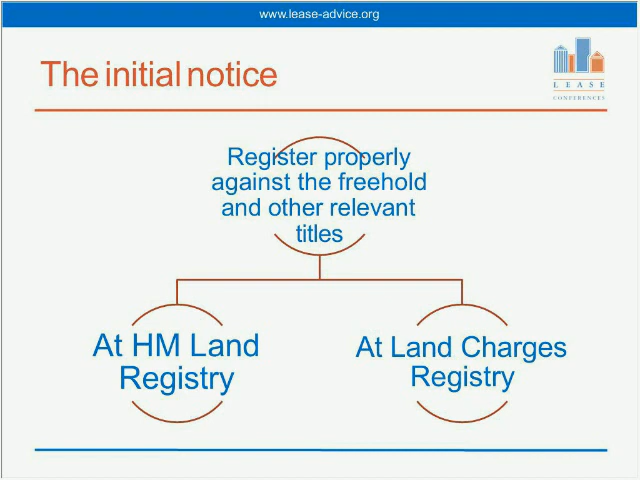 www.lease-advice.org
The initial notice
LEASE
CONFERENCES
Register properly
against the freehold
and other relevant
titles
At HM Land
Registry
At Land Charges
Registry